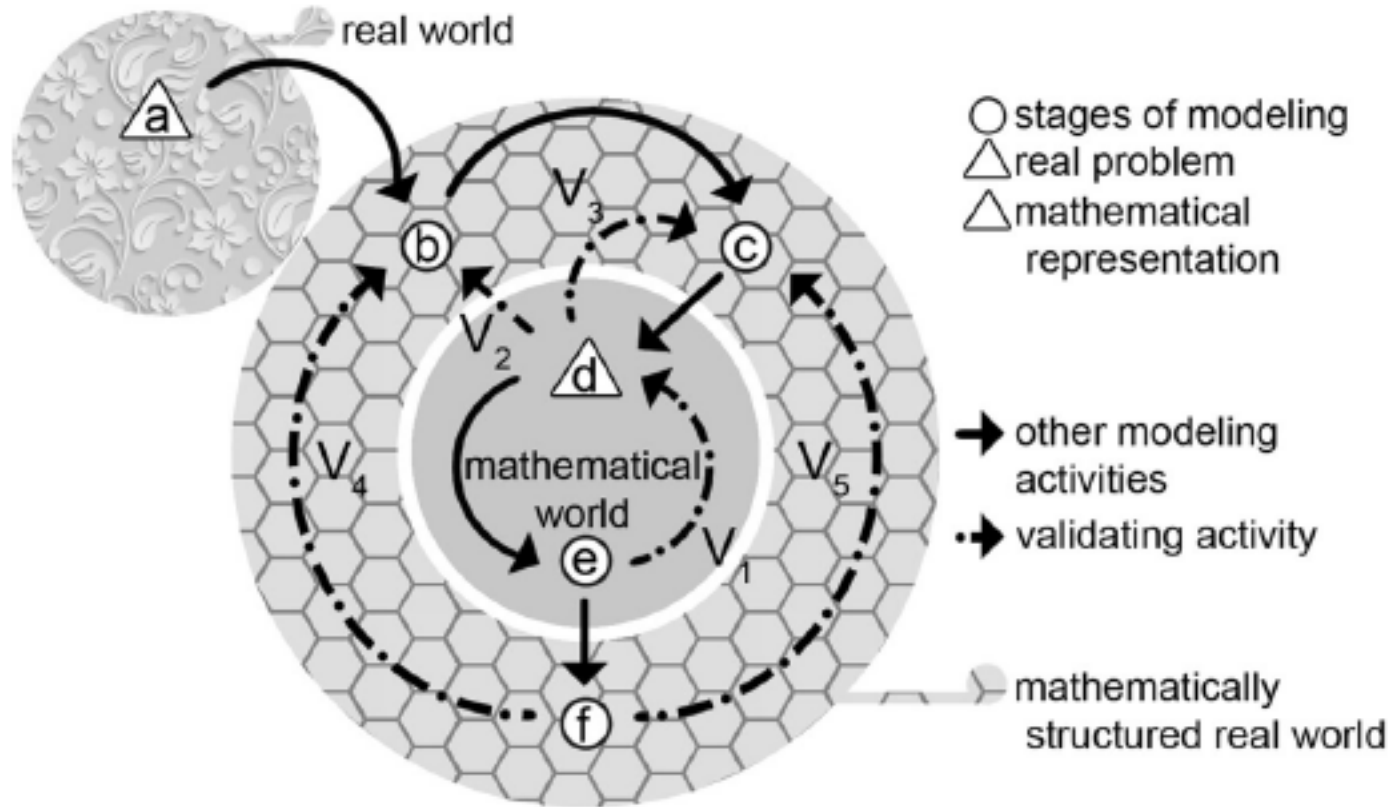 real world
a
b
c
V3
V2
d
V4
mathematical
world
V5
e
V1
f
stages of modeling
real problem
mathematical
representation
other modeling
activities
validating activity
mathematically
structured real world